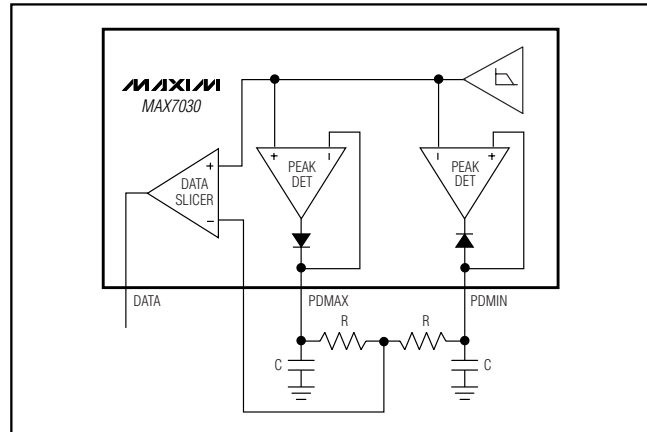 MAXIM
MAX7030
DATA
SLICER
+
−
PEAK
DET
+
−
PEAK
DET
−
+
DATA
PDMAX
PDMIN
R
R
C
C